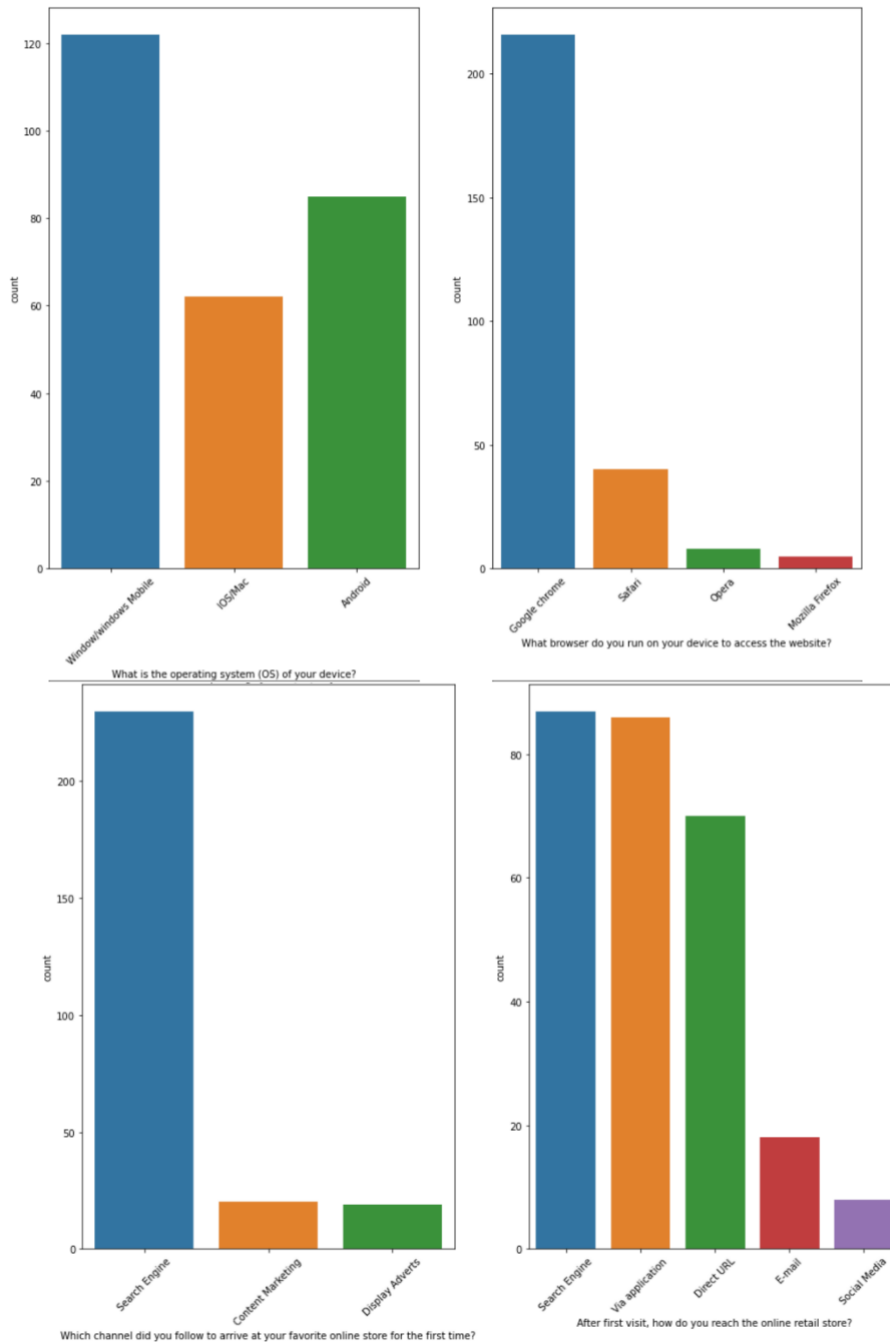 120
100
80
60
40
20
0
count
Window/windows Mobile
IOS/Mac
Android
What is the operating system (OS) of your device?
200
150
100
50
0
count
Google chrome
Safari
Opera
Mozilla Firefox
What browser do you run on your device to access the website?
200
150
100
50
0
count
Search Engine
Content Marketing
Display Adverts
Which channel did you follow to arrive at your favorite online store for the first time?
80
60
40
20
0
count
Search Engine
Via application
Direct URL
E-mail
Social Media
After first visit, how do you reach the online retail store?